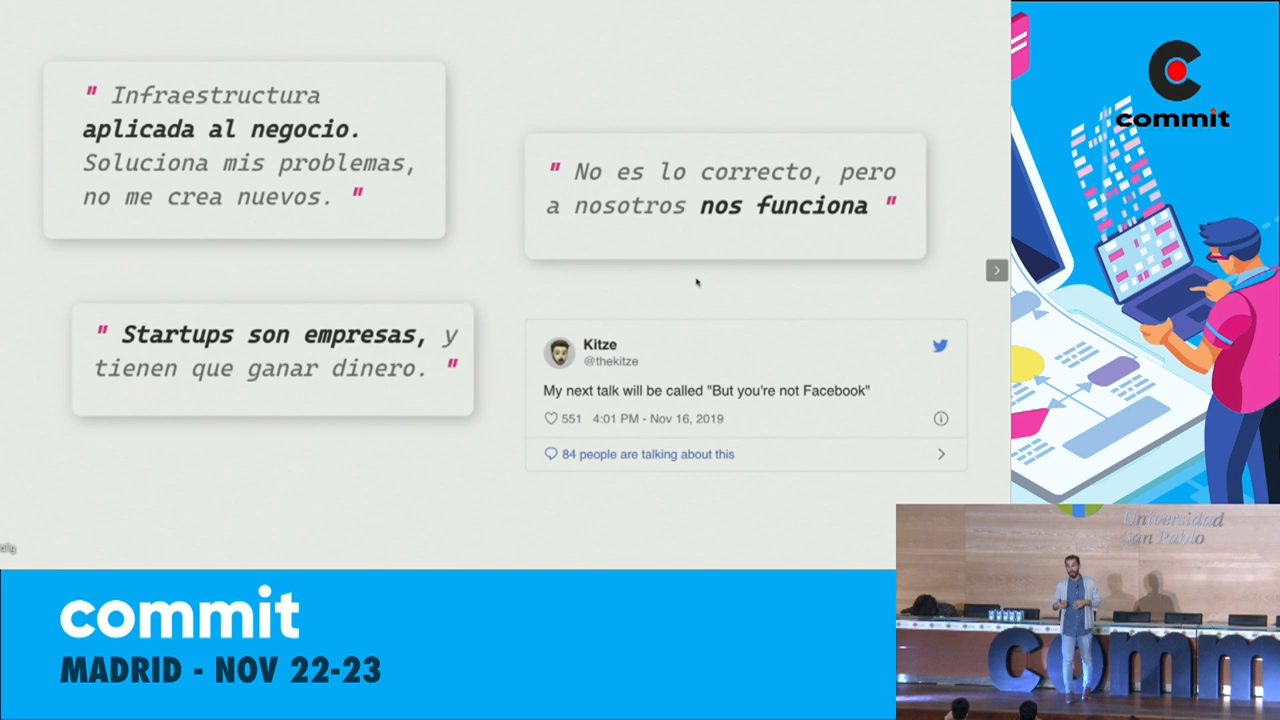 " Infraestructura
aplicada al negocio.
Soluciona mis problemas,
no me crea nuevos. "
" No es lo correcto, pero
a nosotros nos funciona "
" Startups son empresas, y
tienen que ganar dinero. "
Kitze
@thekitze
My next talk will be called "But you're not Facebook"
551 4:01 PM - Nov 16, 2019
84 people are talking about this
commit
commit
MADRID - NOV 22-23
Universidad
San Pablo
comm